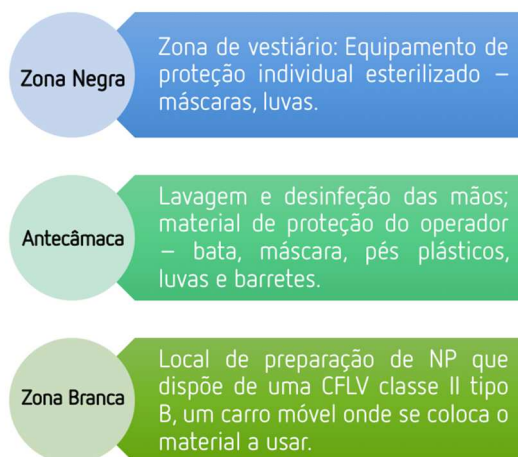 Zona Negra
Zona de vestiário: Equipamento de
proteção individual esterilizado –
máscaras, luvas.
Antecâmaca
Lavagem e desinfeção das mãos;
material de proteção do operador
– bata, máscara, pés plásticos,
luvas e barretes.
Zona Branca
Local de preparação de NP que
dispõe de uma CFLV classe II tipo
B, um carro móvel onde se coloca o
material a usar.